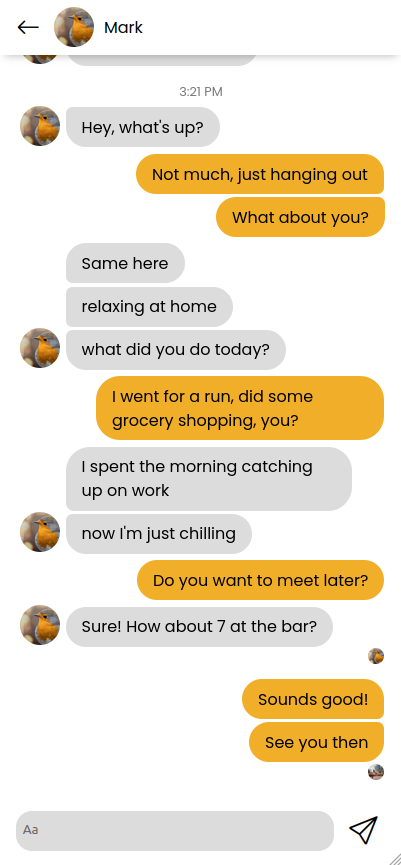 Mark
3:21 PM
Hey, what's up?
Not much, just hanging out
What about you?
Same here
relaxing at home
what did you do today?
I went for a run, did some
grocery shopping, you?
I spent the morning catching
up on work
now I'm just chilling
Do you want to meet later?
Sure! How about 7 at the bar?
Sounds good!
See you then
Aa